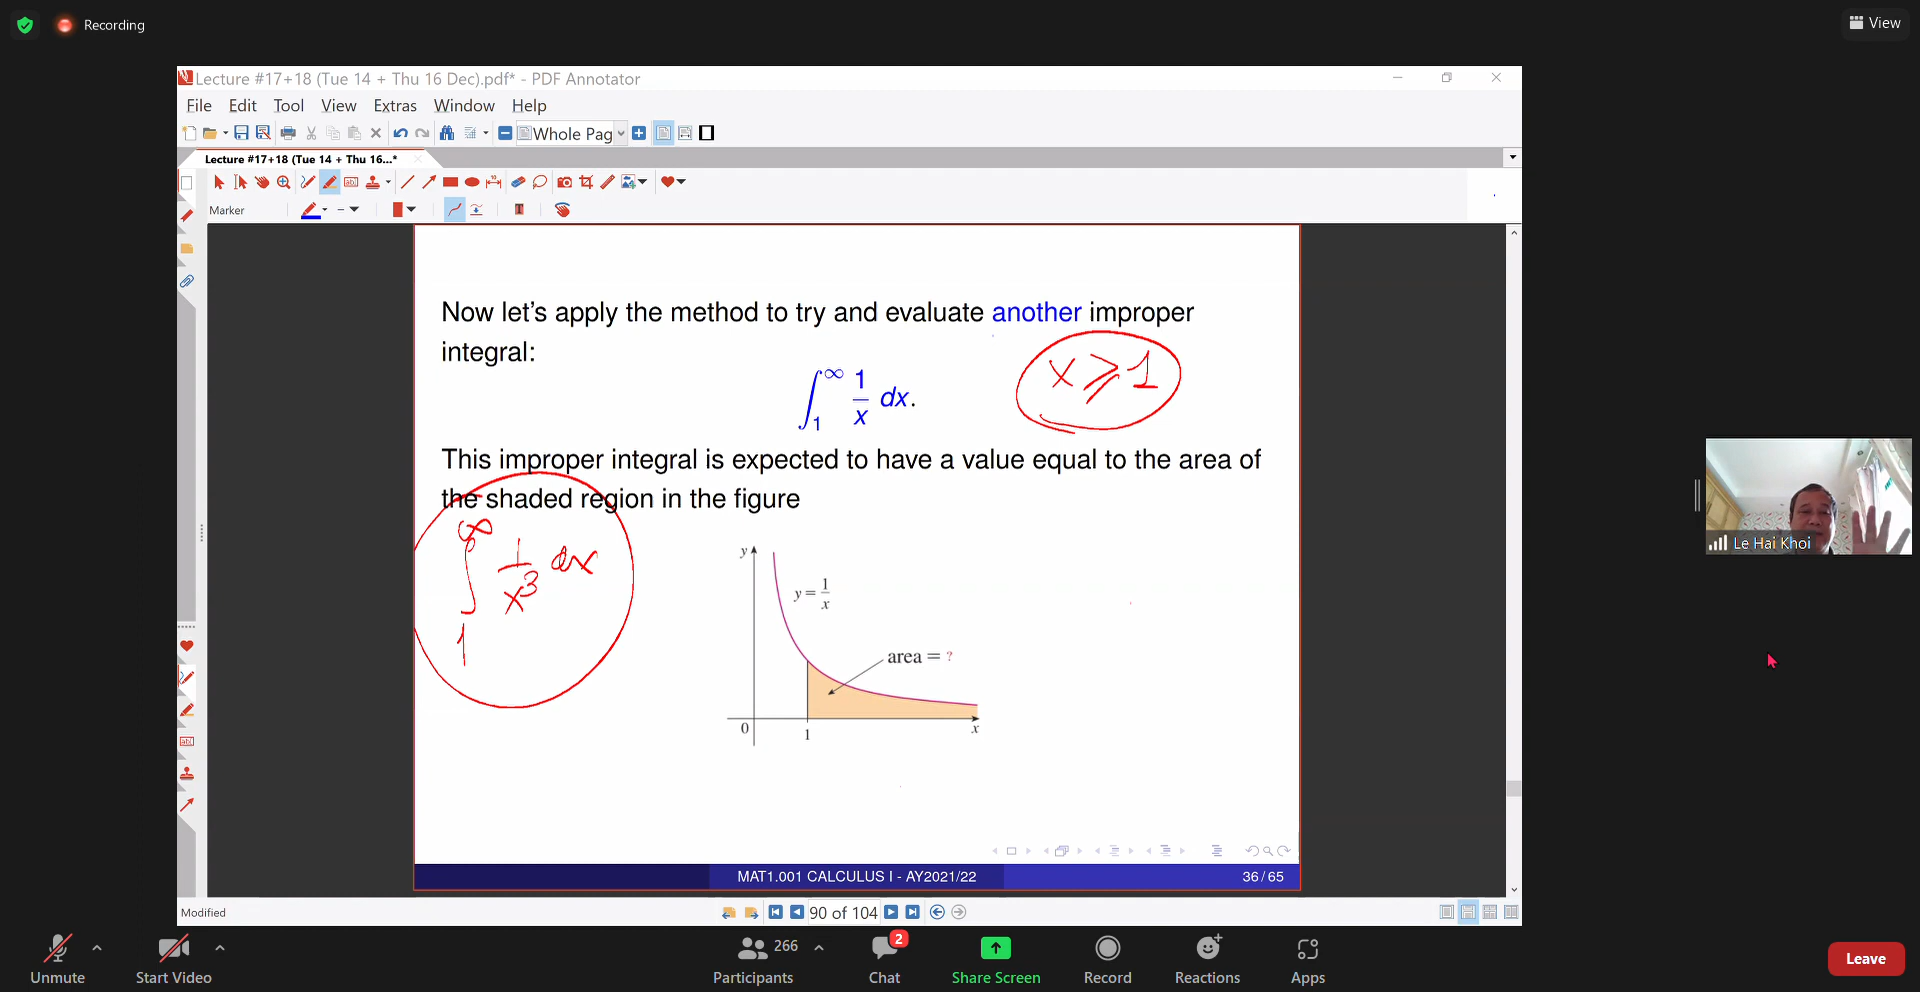 Recording
View
Lecture #17+18 (Tue 14 + Thu 16 Dec).pdf* - PDF Annotator
File Edit Tool View Extras Window Help
Whole Pag
Lecture #17+18 (Tue 14 + Thu 16...*
Marker
Now let's apply the method to try and evaluate another improper
integral:
∫₁^∞ 1/x dx.
x ⩾ 1
This improper integral is expected to have a value equal to the area of
the shaded region in the figure
∫₁^∞ 1/x³ dx
y
y = 1/x
area = ?
0
1
x
Le Hai Khoi
MAT1.001 CALCULUS I - AY2021/22
36 / 65
Modified
90 of 104
Unmute
Start Video
266
Participants
2
Chat
Share Screen
Record
Reactions
Apps
Leave